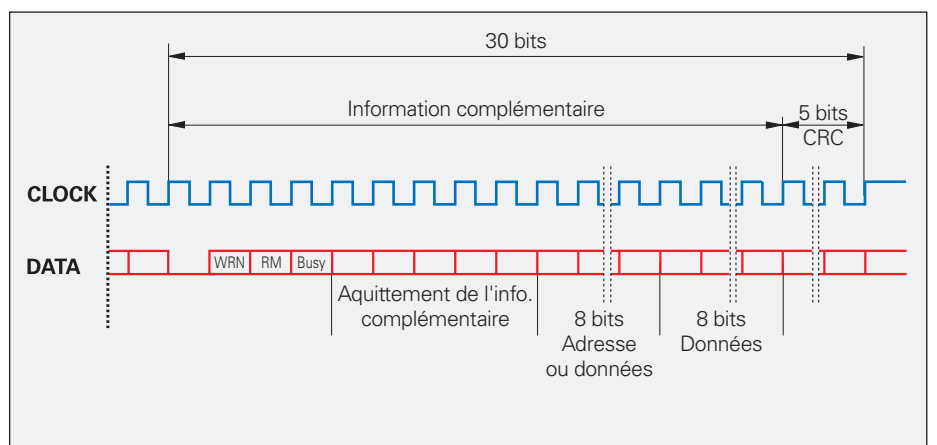 30 bits
Information complémentaire
5 bits
CRC
CLOCK
DATA
WRN RM Busy
Aquittement de l'info.
complémentaire
8 bits
Adresse
ou données
8 bits
Données